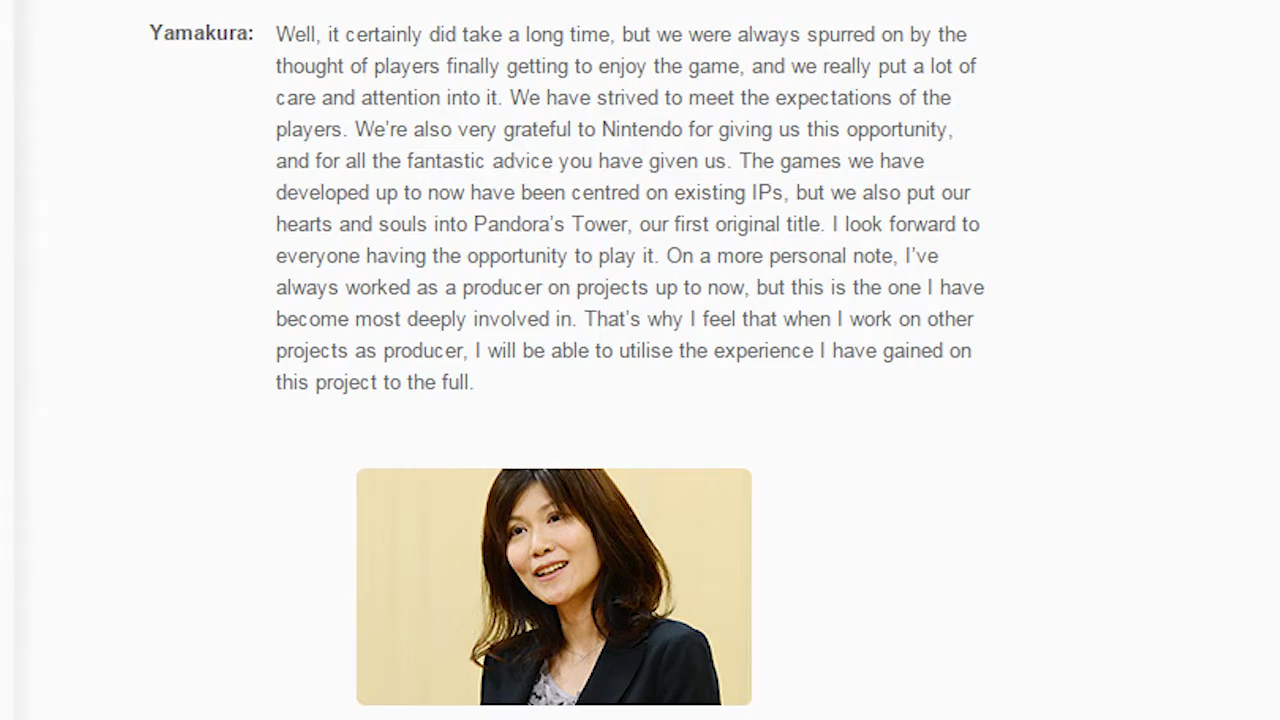 Yamakura: Well, it certainly did take a long time, but we were always spurred on by the
thought of players finally getting to enjoy the game, and we really put a lot of
care and attention into it. We have strived to meet the expectations of the
players. We’re also very grateful to Nintendo for giving us this opportunity,
and for all the fantastic advice you have given us. The games we have
developed up to now have been centred on existing IPs, but we also put our
hearts and souls into Pandora’s Tower, our first original title. I look forward to
everyone having the opportunity to play it. On a more personal note, I’ve
always worked as a producer on projects up to now, but this is the one I have
become most deeply involved in. That’s why I feel that when I work on other
projects as producer, I will be able to utilise the experience I have gained on
this project to the full.